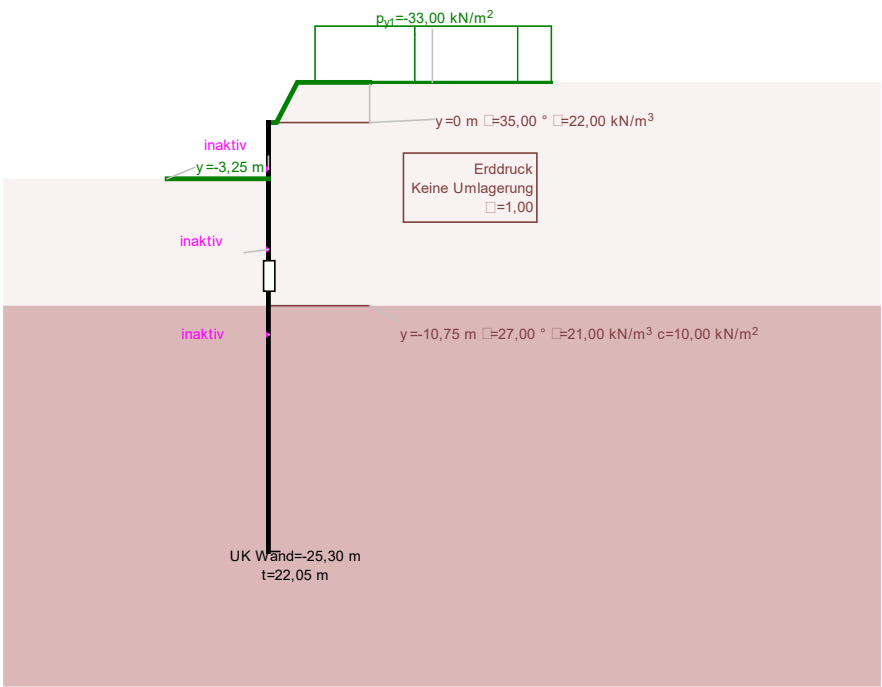 py1=-33,00 kN/m²
y=0 m □=35,00 ° □=22,00 kN/m³
inaktiv
y=-3,25 m
Erddruck
Keine Umlagerung
□=1,00
inaktiv
inaktiv
y=-10,75 m □=27,00 ° □=21,00 kN/m³ c=10,00 kN/m²
UK Wand=-25,30 m
t=22,05 m